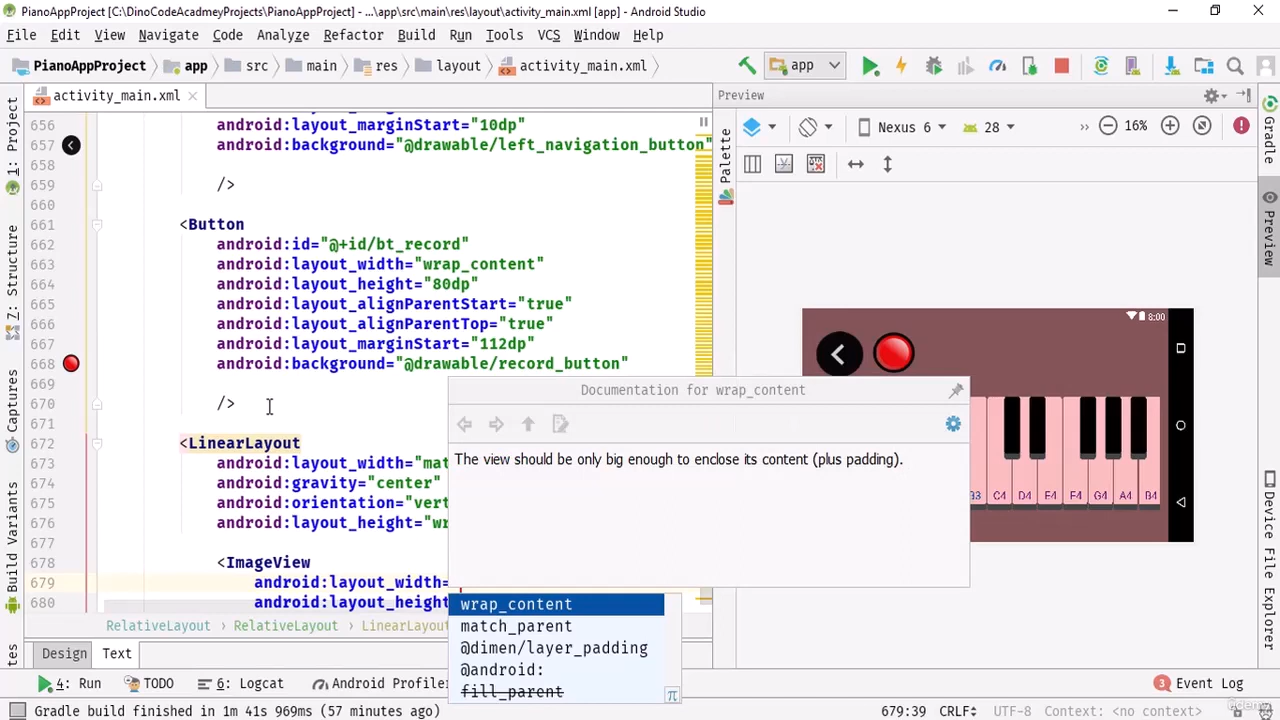 PianoAppProject [C:\DinoCodeAcadmeyProjects\PianoAppProject] - ...\app\src\main\res\layout\activity_main.xml [app] - Android Studio
File Edit View Navigate Code Analyze Refactor Build Run Tools VCS Window Help
PianoAppProject app src main res layout activity_main.xml app
activity_main.xml
Preview
1: Project
Z: Structure
Captures
Build Variants
Palette
Nexus 6 28 16%
Gradle
Preview
Device File Explorer
656 android:layout_marginStart="10dp"
657 android:background="@drawable/left_navigation_button"
658
659 />
660
661 <Button
662 android:id="@+id/bt_record"
663 android:layout_width="wrap_content"
664 android:layout_height="80dp"
665 android:layout_alignParentStart="true"
666 android:layout_alignParentTop="true"
667 android:layout_marginStart="112dp"
668 android:background="@drawable/record_button"
669
670 />
671
672 <LinearLayout
673 android:layout_width="mat
674 android:gravity="center"
675 android:orientation="vert
676 android:layout_height="wr
677
678 <ImageView
679 android:layout_width=
680 android:layout_height
Documentation for wrap_content
The view should be only big enough to enclose its content (plus padding).
wrap_content
match_parent
@dimen/layer_padding
@android:
fill_parent
π
8:00
B3 C4 D4 E4 F4 G4 A4 B4
RelativeLayout › RelativeLayout › LinearLayou
Design Text
4: Run TODO 6: Logcat Android Profiler 3 Event Log
Gradle build finished in 1m 41s 969ms (57 minutes ago) 679:39 CRLF UTF-8 Context: <no context>